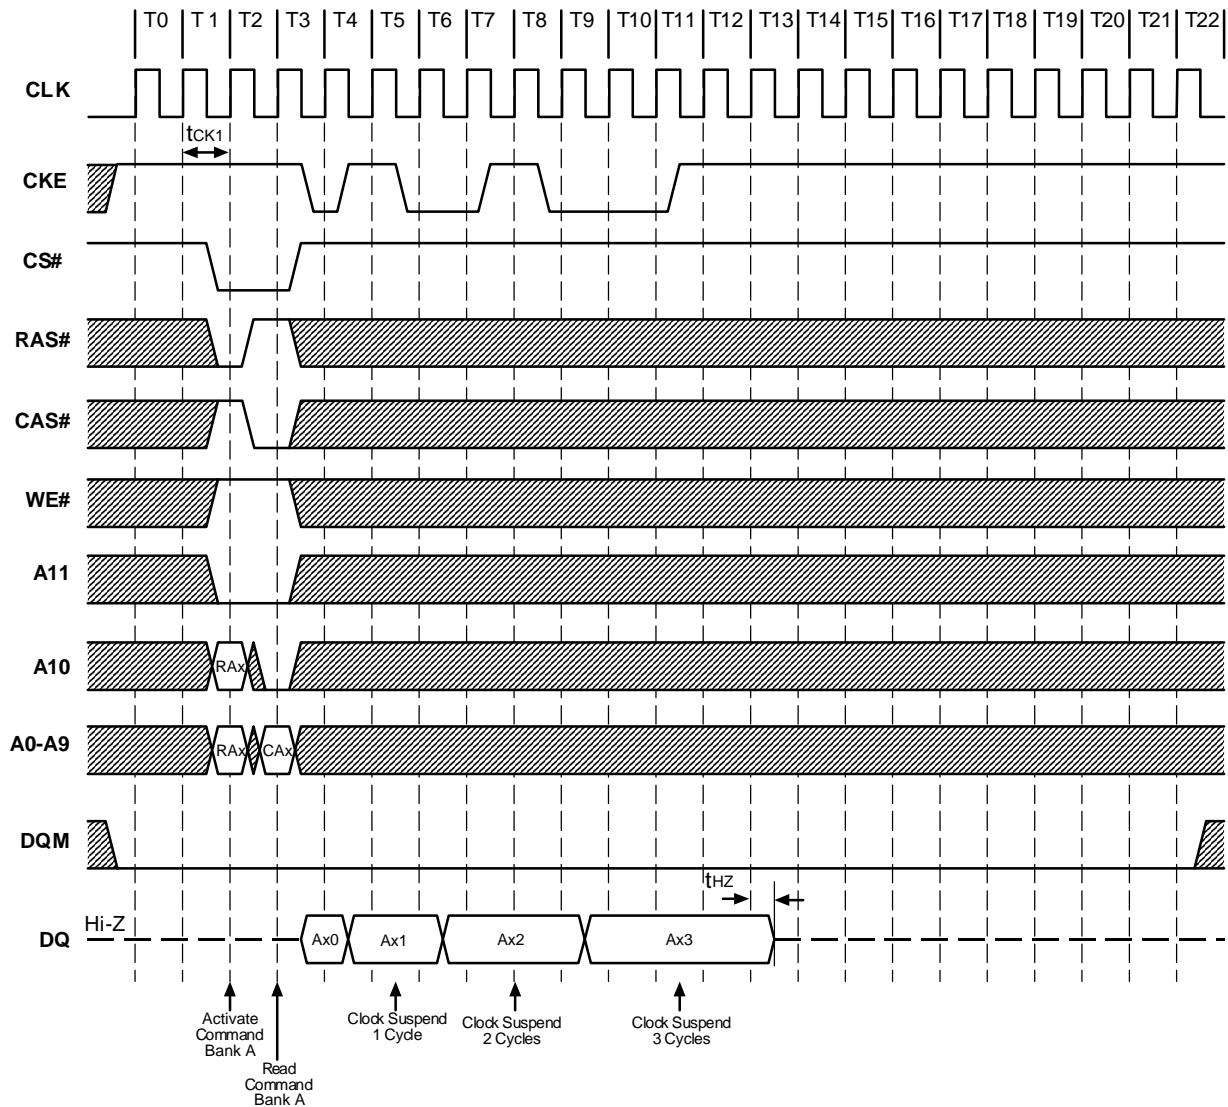 T0 T 1 T2 T3 T4 T5 T6 T7 T8 T9 T10 T11 T12 T13 T14 T15 T16 T17 T18 T19 T20 T21 T22
CLK
tCK1
CKE
CS#
RAS#
CAS#
WE#
A11
A10
RAx
A0-A9
RAx CAx
DQM
tHZ
Hi-Z
DQ
Ax0 Ax1 Ax2 Ax3
Activate
Command
Bank A
Read
Command
Bank A
Clock Suspend
1 Cycle
Clock Suspend
2 Cycles
Clock Suspend
3 Cycles